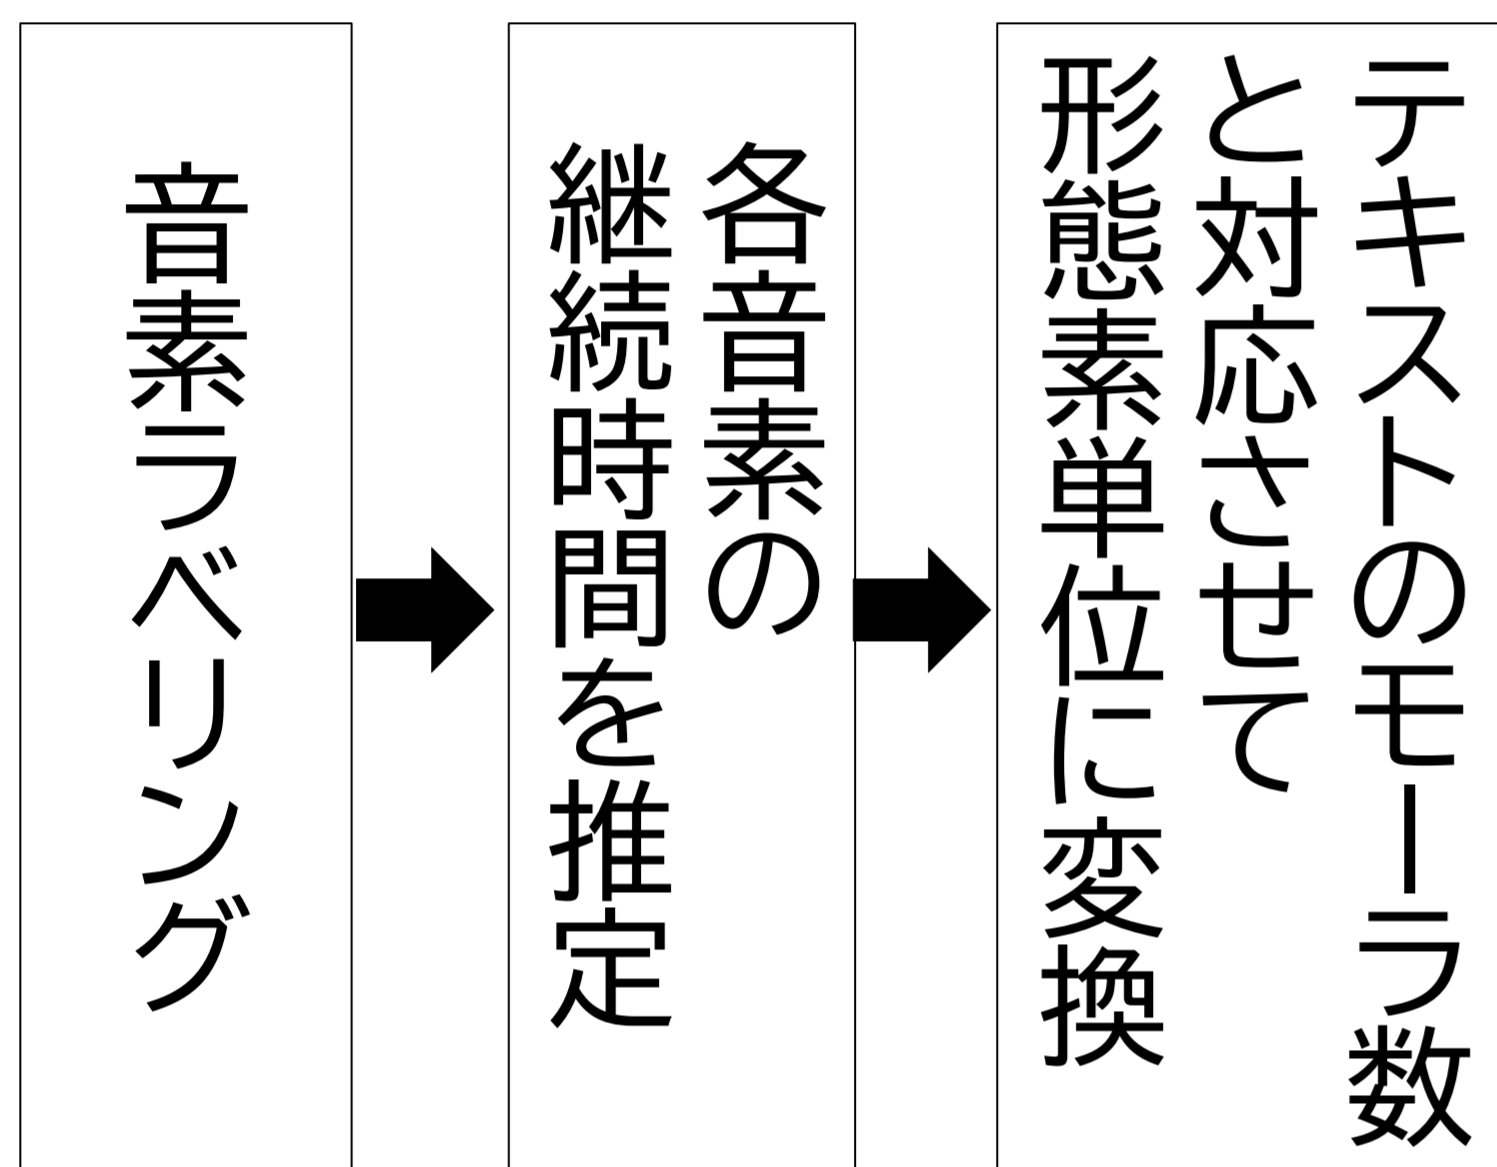 音素ラベリング
各音素の
継続時間を推定
テキストのモーラ数
と対応させて
形態素単位に変換